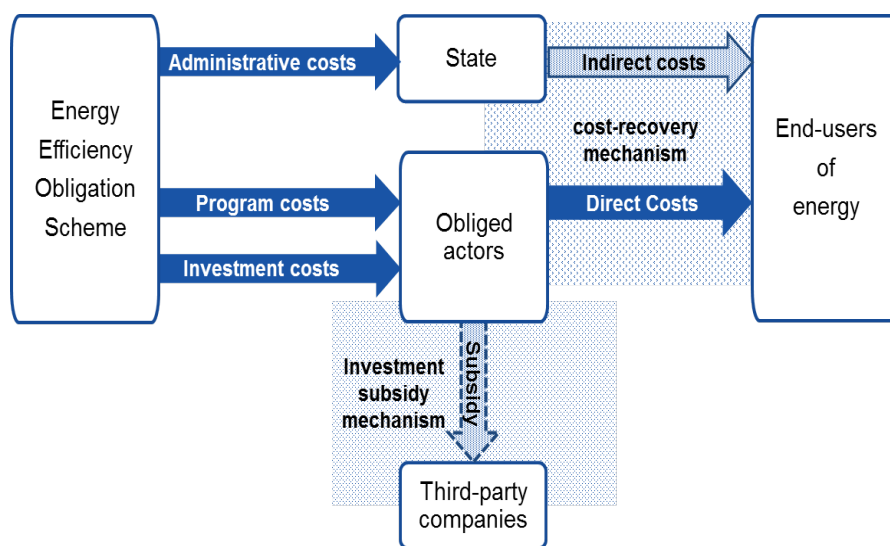 Energy
Efficiency
Obligation
Scheme
Administrative costs
Program costs
Investment costs
State
Obliged
actors
Indirect costs
cost-recovery
mechanism
Direct Costs
End-users
of
energy
Investment
subsidy
mechanism
Subsidy
Third-party
companies